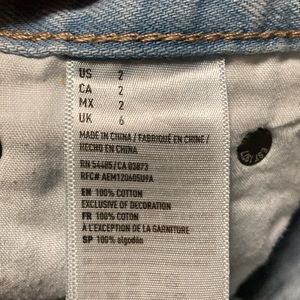 US 2
CA 2
MX 2
UK 6
MADE IN CHINA / FABRIQUÉ EN CHINE /
HECHO EN CHINA
RN 54485/CA 03873
RFC# AEM120605U9A
EN 100% COTTON
EXCLUSIVE OF DECORATION
FR 100% COTON
À L'EXCEPTION DE LA GARNITURE
SP 100% algodón